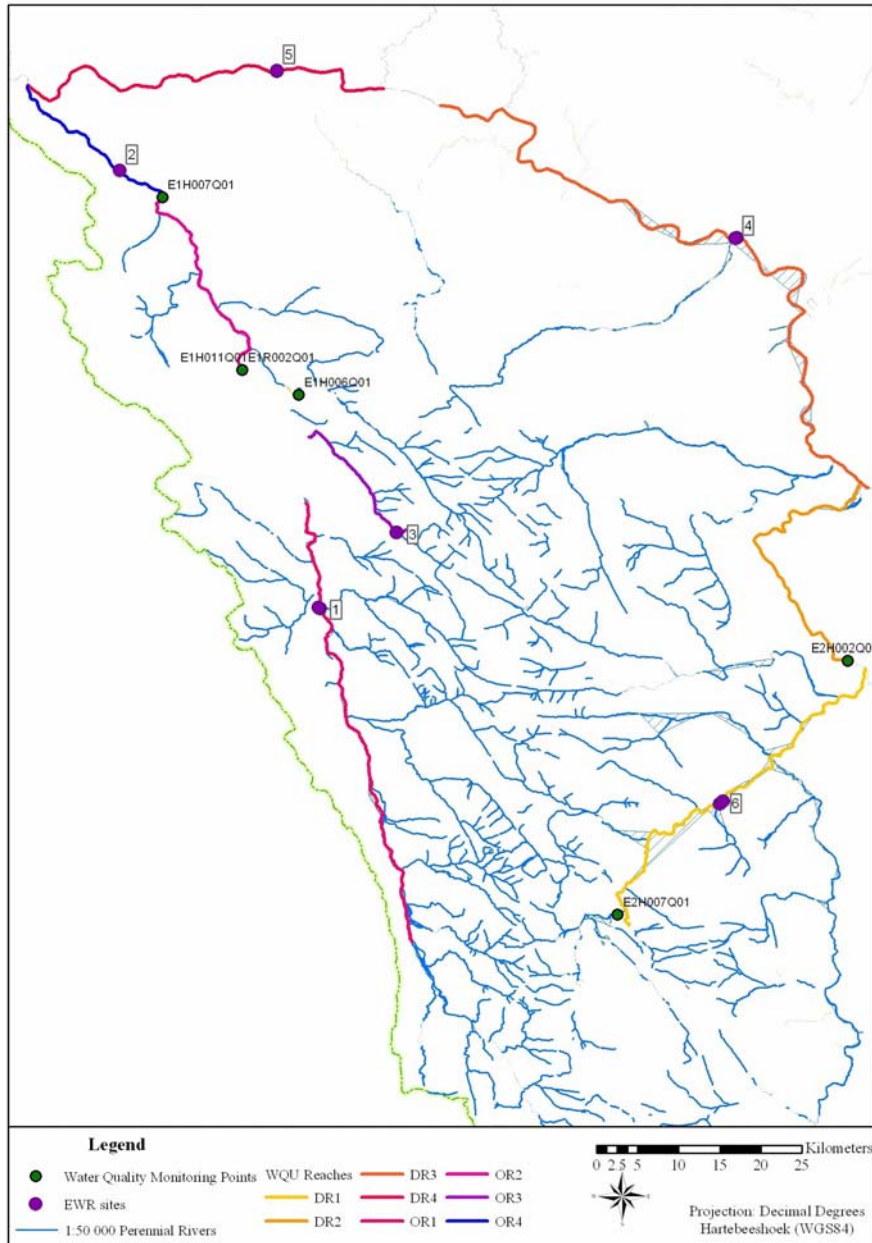 5
2
E1H007Q01
4
E1H011Q01E1R002Q01
E1H006Q01
3
1
E2H002Q0
6
E2H007Q01
Legend
Water Quality Monitoring Points
EWR sites
1:50 000 Perennial Rivers
WQU Reaches
DR1
DR2
DR3
DR4
OR1
OR2
OR3
OR4
Kilometers
0 2.5 5 10 15 20 25
Projection: Decimal Degrees
Hartebeeshoek (WGS84)